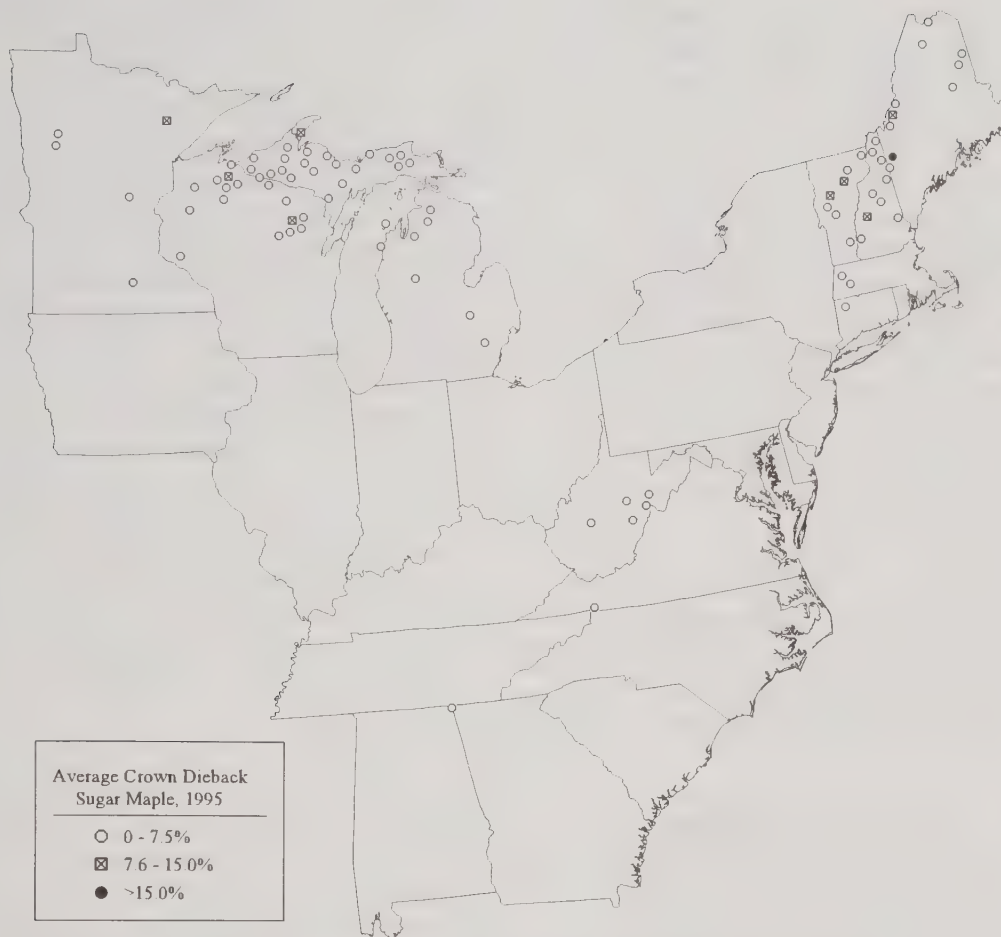 Average Crown Dieback
Sugar Maple, 1995
0 - 7.5%
7.6 - 15.0%
>15.0%